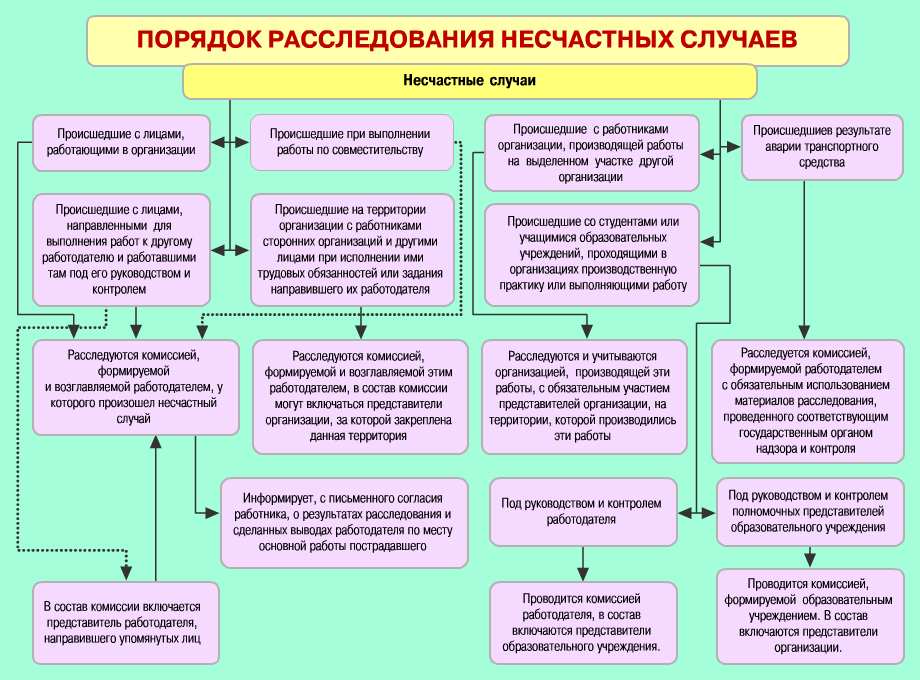 ПОРЯДОК РАССЛЕДОВАНИЯ НЕСЧАСТНЫХ СЛУЧАЕВ
Несчастные случаи
Происшедшие с лицами,
работающими в организации
Происшедшие при выполнении
работы по совместительству
Происшедшие с работниками
организации, производящей работы
на выделенном участке другой
организации
Происшедшиев результате
аварии транспортного
средства
Происшедшие с лицами,
направленными для
выполнения работ к другому
работодателю и работавшими
там под его руководством и
контролем
Происшедшие на территории
организации с работниками
сторонних организаций и другими
лицами при исполнении ими
трудовых обязанностей или задания
направившего их работодателя
Происшедшие со студентами или
учащимися образовательных
учреждений, проходящими в
организациях производственную
практику или выполняющими работу
Расследуются комиссией,
формируемой
и возглавляемой работодателем, у
которого произошел несчастный
случай
Расследуются комиссией,
формируемой и возглавляемой этим
работодателем, в состав комиссии
могут включаться представители
организации, за которой закреплена
данная территория
Расследуются и учитываются
организацией, производящей эти
работы, с обязательным участием
представителей организации, на
территории, которой производились
эти работы
Расследуется комиссией,
формируемой работодателем
с обязательным использованием
материалов расследования,
проведенного соответствующим
государственным органом
надзора и контроля
Информирует, с письменного согласия
работника, о результатах расследования и
сделанных выводах работодателя по месту
основной работы пострадавшего
Под руководством и контролем
работодателя
Под руководством и контролем
полномочных представителей
образовательного учреждения
В состав комиссии включается
представитель работодателя,
направившего упомянутых лиц
Проводится комиссией
работодателя, в состав
включаются представители
образовательного учреждения.
Проводится комиссией,
формируемой образовательным
учреждением. В состав
включаются представители
организации.